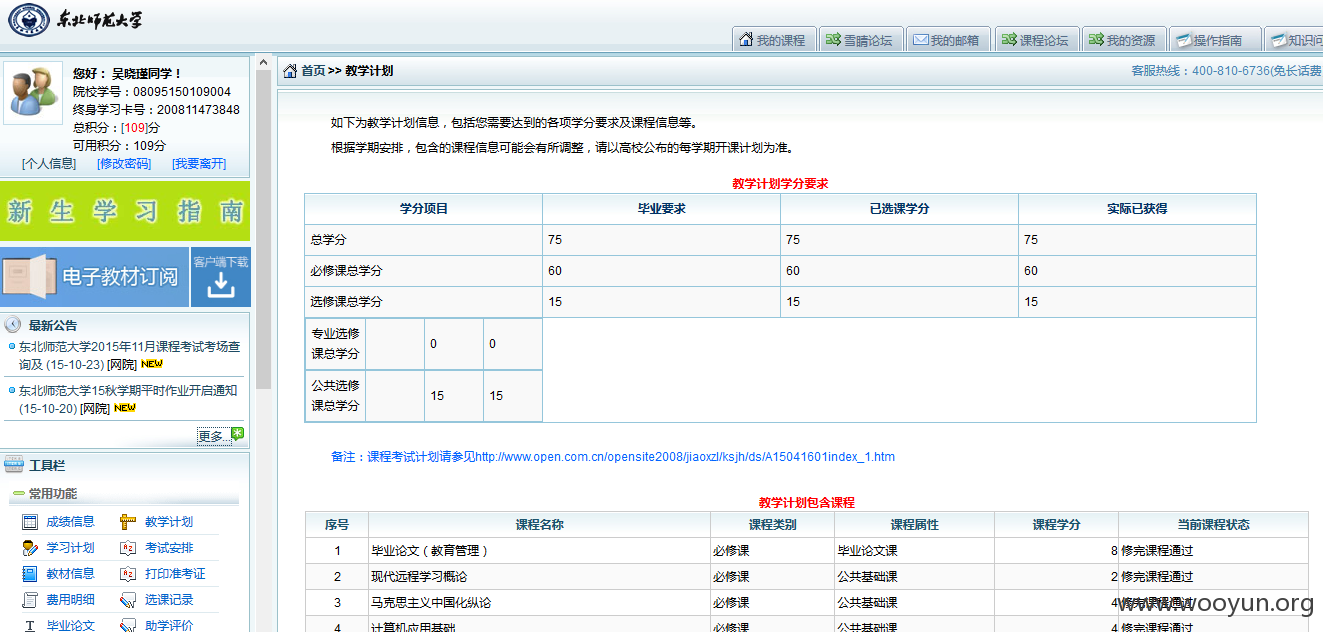 东北师范大学
我的课程 雪晴论坛 我的邮箱 课程论坛 我的资源 操作指南 知识问
您好： 吴晓瑾同学！
院校学号：08095150109004
终身学习卡号：200811473848
总积分：[109]分
可用积分：109分
[个人信息] [修改密码] [我要离开]
首页 >> 教学计划
客服热线：400-810-6736(免长话费
新生学习指南
电子教材订阅
客户端下载
最新公告
东北师范大学2015年11月课程考试考场查
询及 (15-10-23) [网院] NEW
东北师范大学15秋学期平时作业开启通知
(15-10-20) [网院] NEW
更多...
工具栏
常用功能
成绩信息 教学计划
学习计划 考试安排
教材信息 打印准考证
费用明细 选课记录
毕业论文 助学评价
如下为教学计划信息，包括您需要达到的各项学分要求及课程信息等。
根据学期安排，包含的课程信息可能会有所调整，请以高校公布的每学期开课计划为准。
教学计划学分要求
学分项目 毕业要求 已选课学分 实际已获得
总学分 75 75 75
必修课总学分 60 60 60
选修课总学分 15 15 15
专业选修
课总学分 0 0
公共选修
课总学分 15 15
备注：课程考试计划请参见http://www.open.com.cn/opensite2008/jiaoxzl/ksjh/ds/A15041601index_1.htm
教学计划包含课程
序号 课程名称 课程类别 课程属性 课程学分 当前课程状态
1 毕业论文（教育管理） 必修课 毕业论文课 8 修完课程通过
2 现代远程学习概论 必修课 公共基础课 2 修完课程通过
3 马克思主义中国化纵论 必修课 公共基础课 4 修完课程通过
4 计算机应用基础 必修课 公共基础课 4 修完课程通过
www.wooyun.org